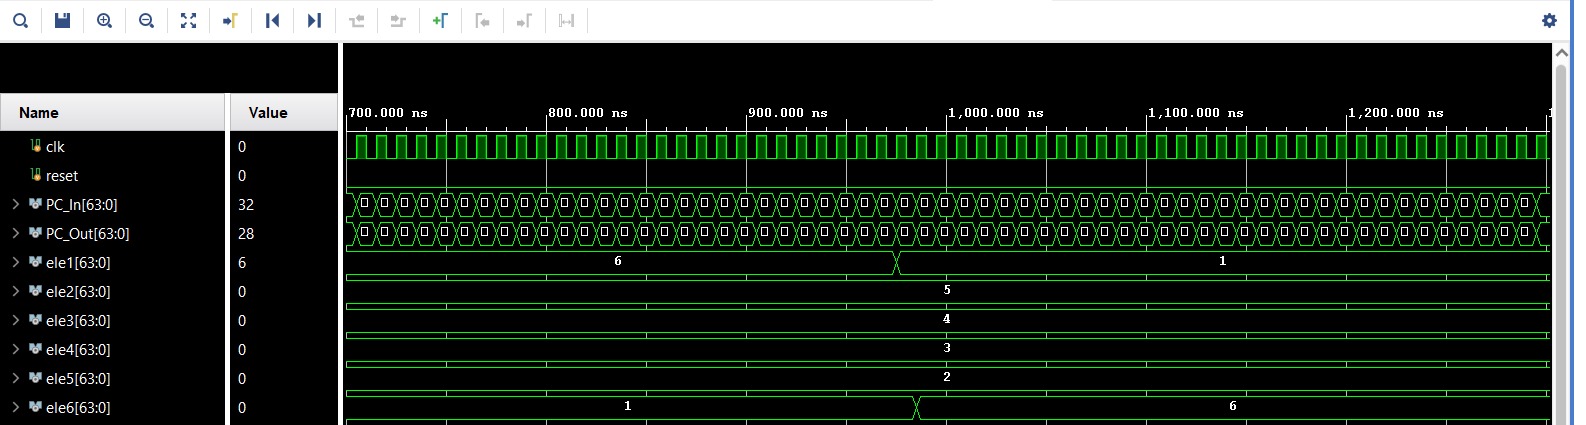 Name Value
700.000 ns 800.000 ns 900.000 ns 1,000.000 ns 1,100.000 ns 1,200.000 ns 1
clk 0
reset 0
PC_In[63:0] 32
PC_Out[63:0] 28
ele1[63:0] 6 6 1
ele2[63:0] 0 5
ele3[63:0] 0 4
ele4[63:0] 0 3
ele5[63:0] 0 2
ele6[63:0] 0 1 6